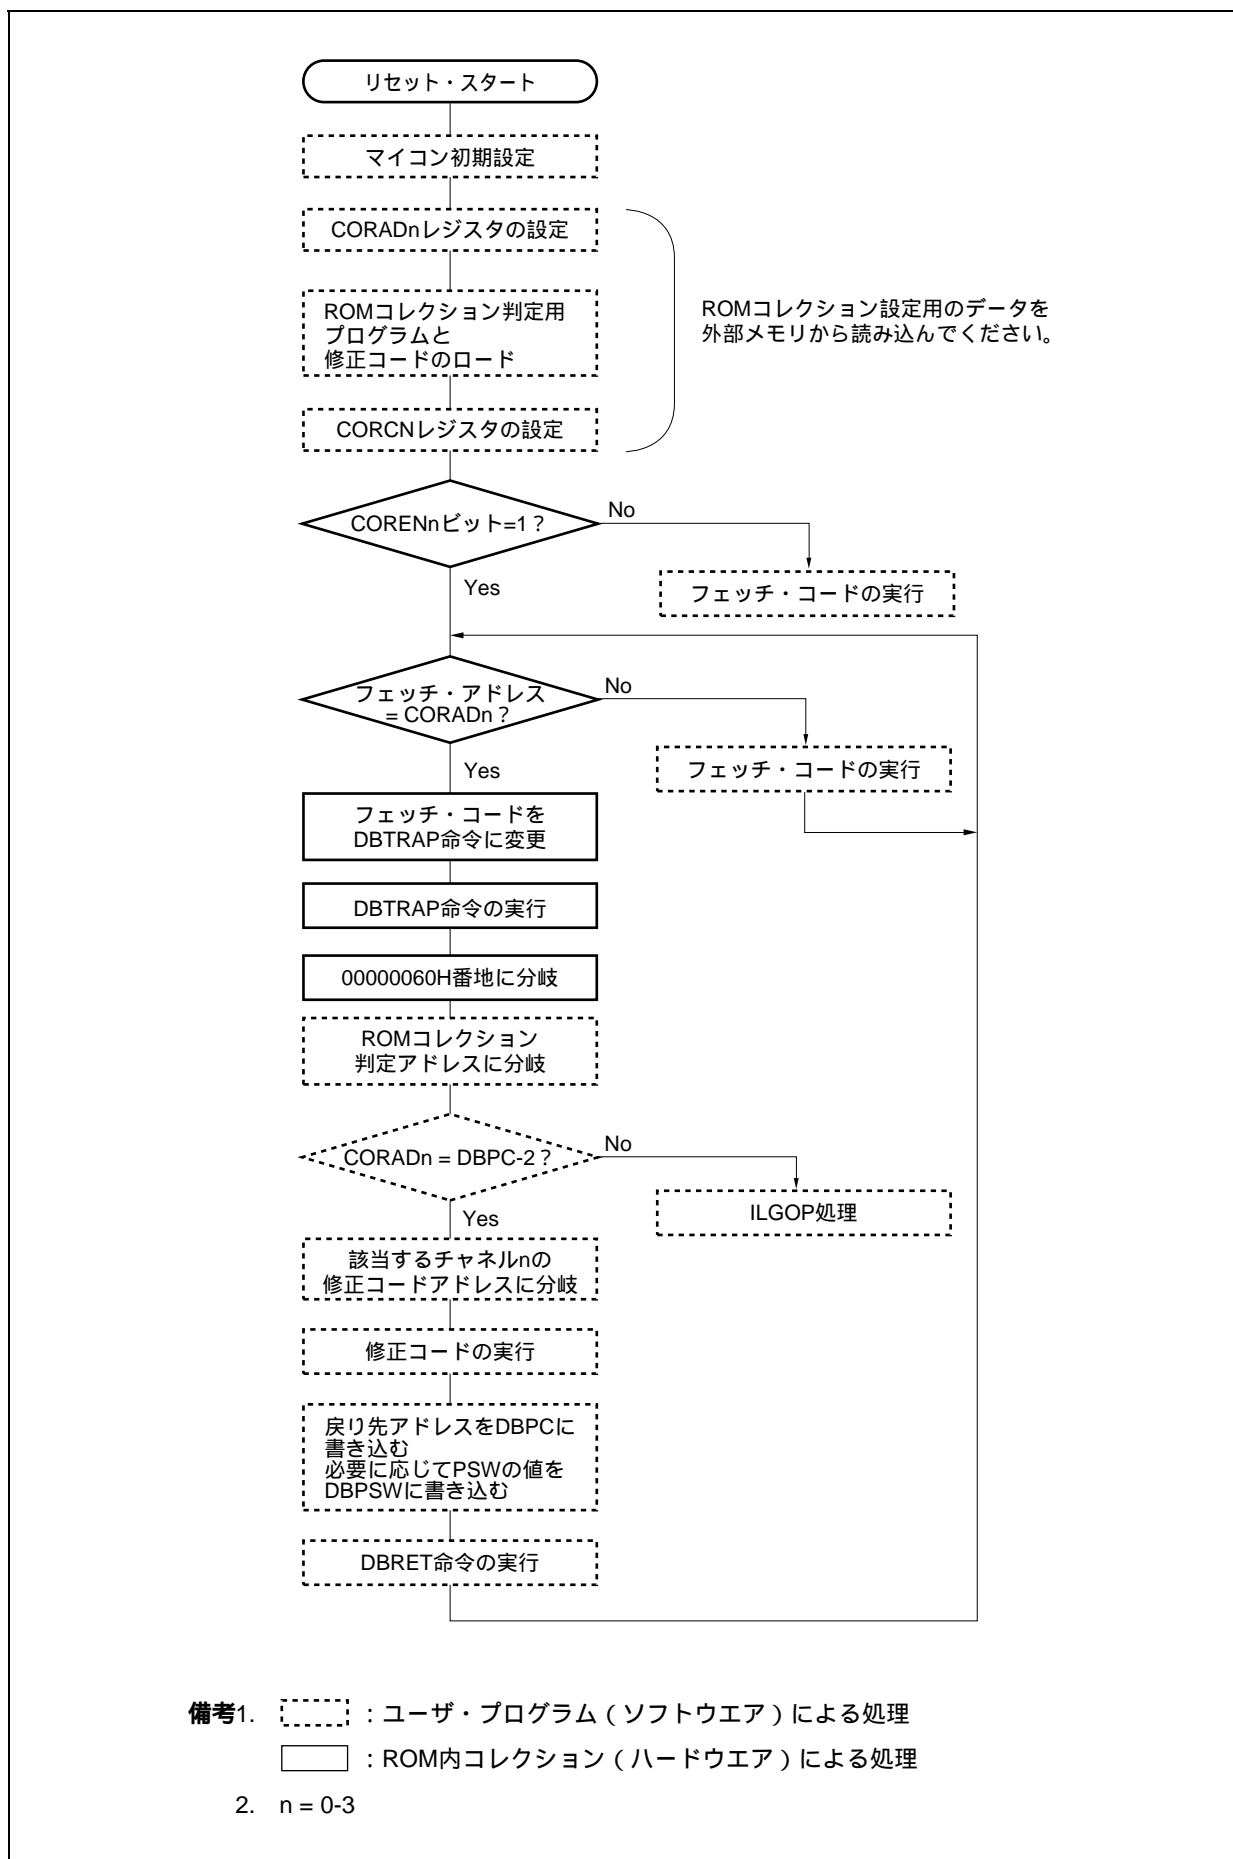 リセット・スタート
マイコン初期設定
CORADnレジスタの設定
ROMコレクション判定用
プログラムと
修正コードのロード
ROMコレクション設定用のデータを
外部メモリから読み込んでください。
CORCNレジスタの設定
CORENnビット=1？
No
Yes
フェッチ・コードの実行
フェッチ・アドレス
= CORADn？
No
Yes
フェッチ・コードの実行
フェッチ・コードを
DBTRAP命令に変更
DBTRAP命令の実行
00000060H番地に分岐
ROMコレクション
判定アドレスに分岐
CORADn = DBPC-2？
No
Yes
ILGOP処理
該当するチャネルnの
修正コードアドレスに分岐
修正コードの実行
戻り先アドレスをDBPCに
書き込む
必要に応じてPSWの値を
DBPSWに書き込む
DBRET命令の実行
備考1. ：ユーザ・プログラム（ソフトウエア）による処理
：ROM内コレクション（ハードウエア）による処理
2. n = 0-3